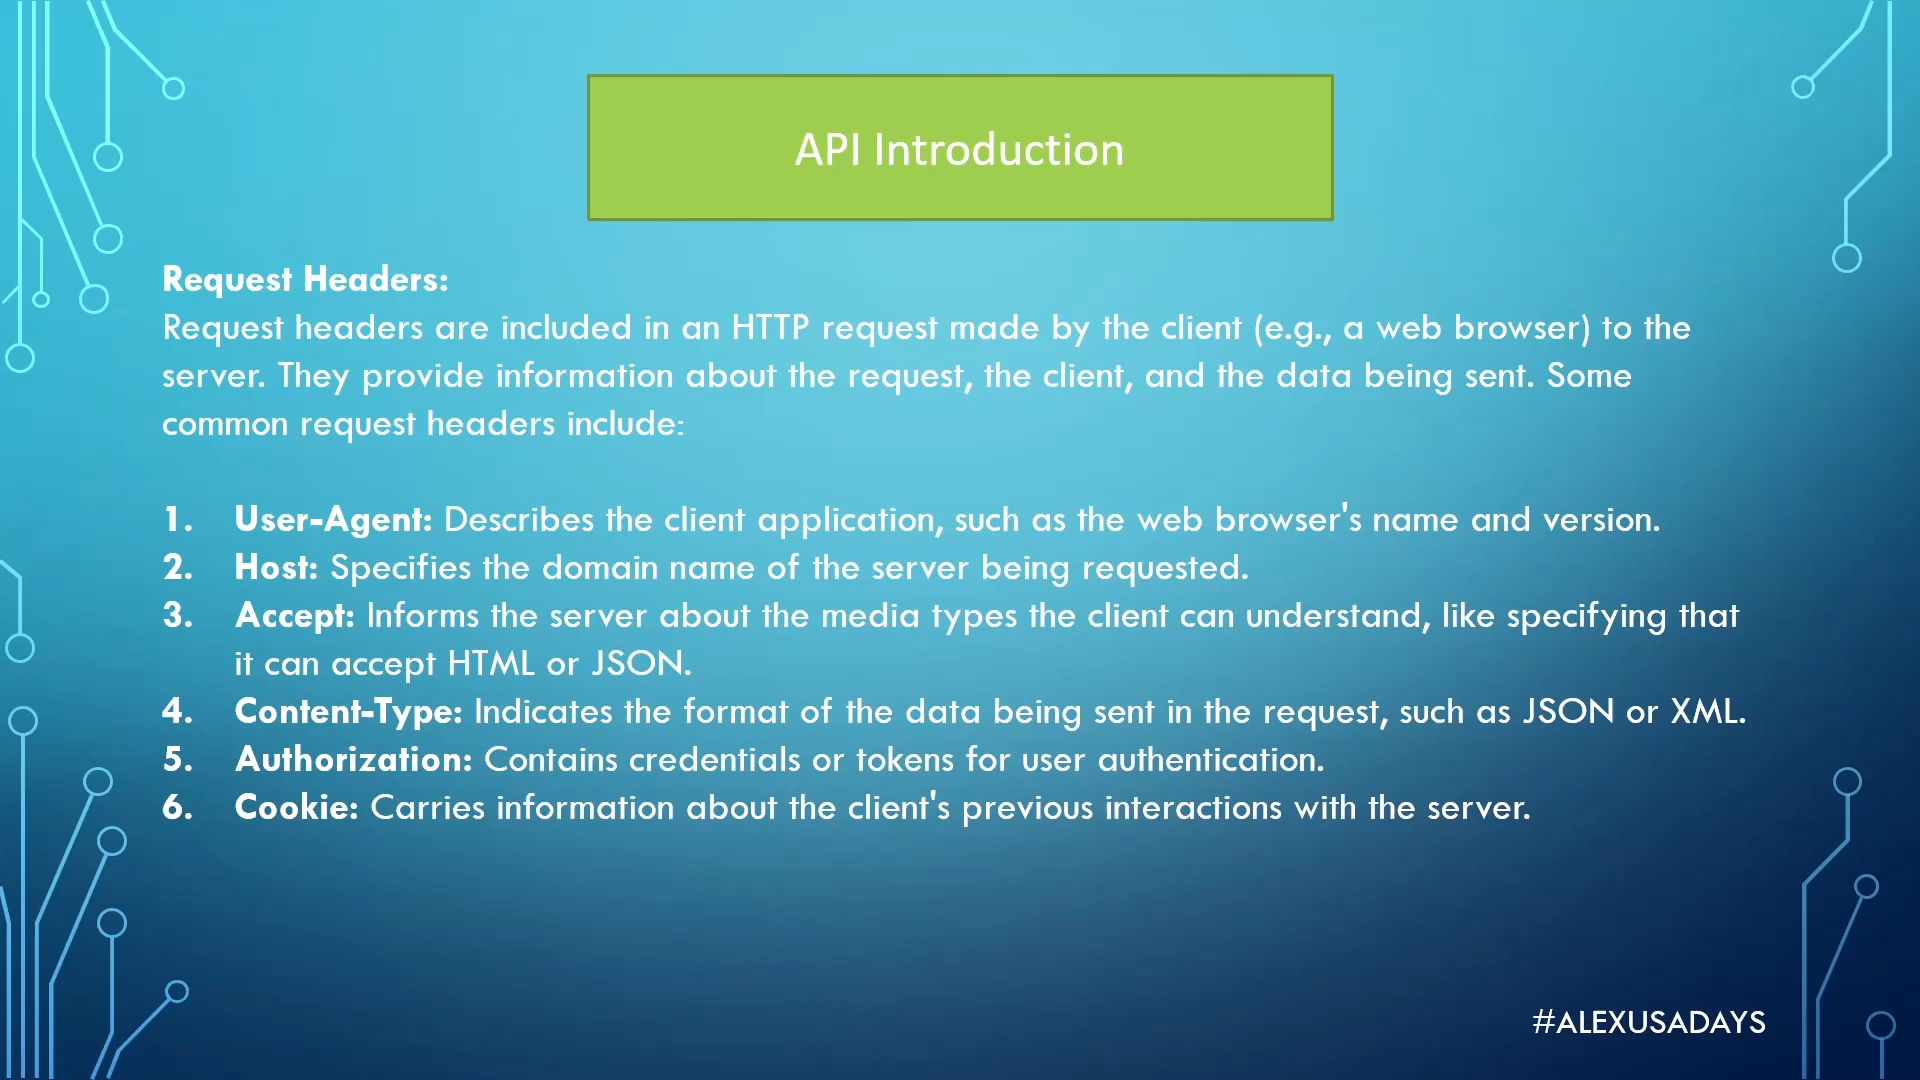 API Introduction
Request Headers:
Request headers are included in an HTTP request made by the client (e.g., a web browser) to the
server. They provide information about the request, the client, and the data being sent. Some
common request headers include:
1. User-Agent: Describes the client application, such as the web browser's name and version.
2. Host: Specifies the domain name of the server being requested.
3. Accept: Informs the server about the media types the client can understand, like specifying that
it can accept HTML or JSON.
4. Content-Type: Indicates the format of the data being sent in the request, such as JSON or XML.
5. Authorization: Contains credentials or tokens for user authentication.
6. Cookie: Carries information about the client's previous interactions with the server.
#ALEXUSADAYS